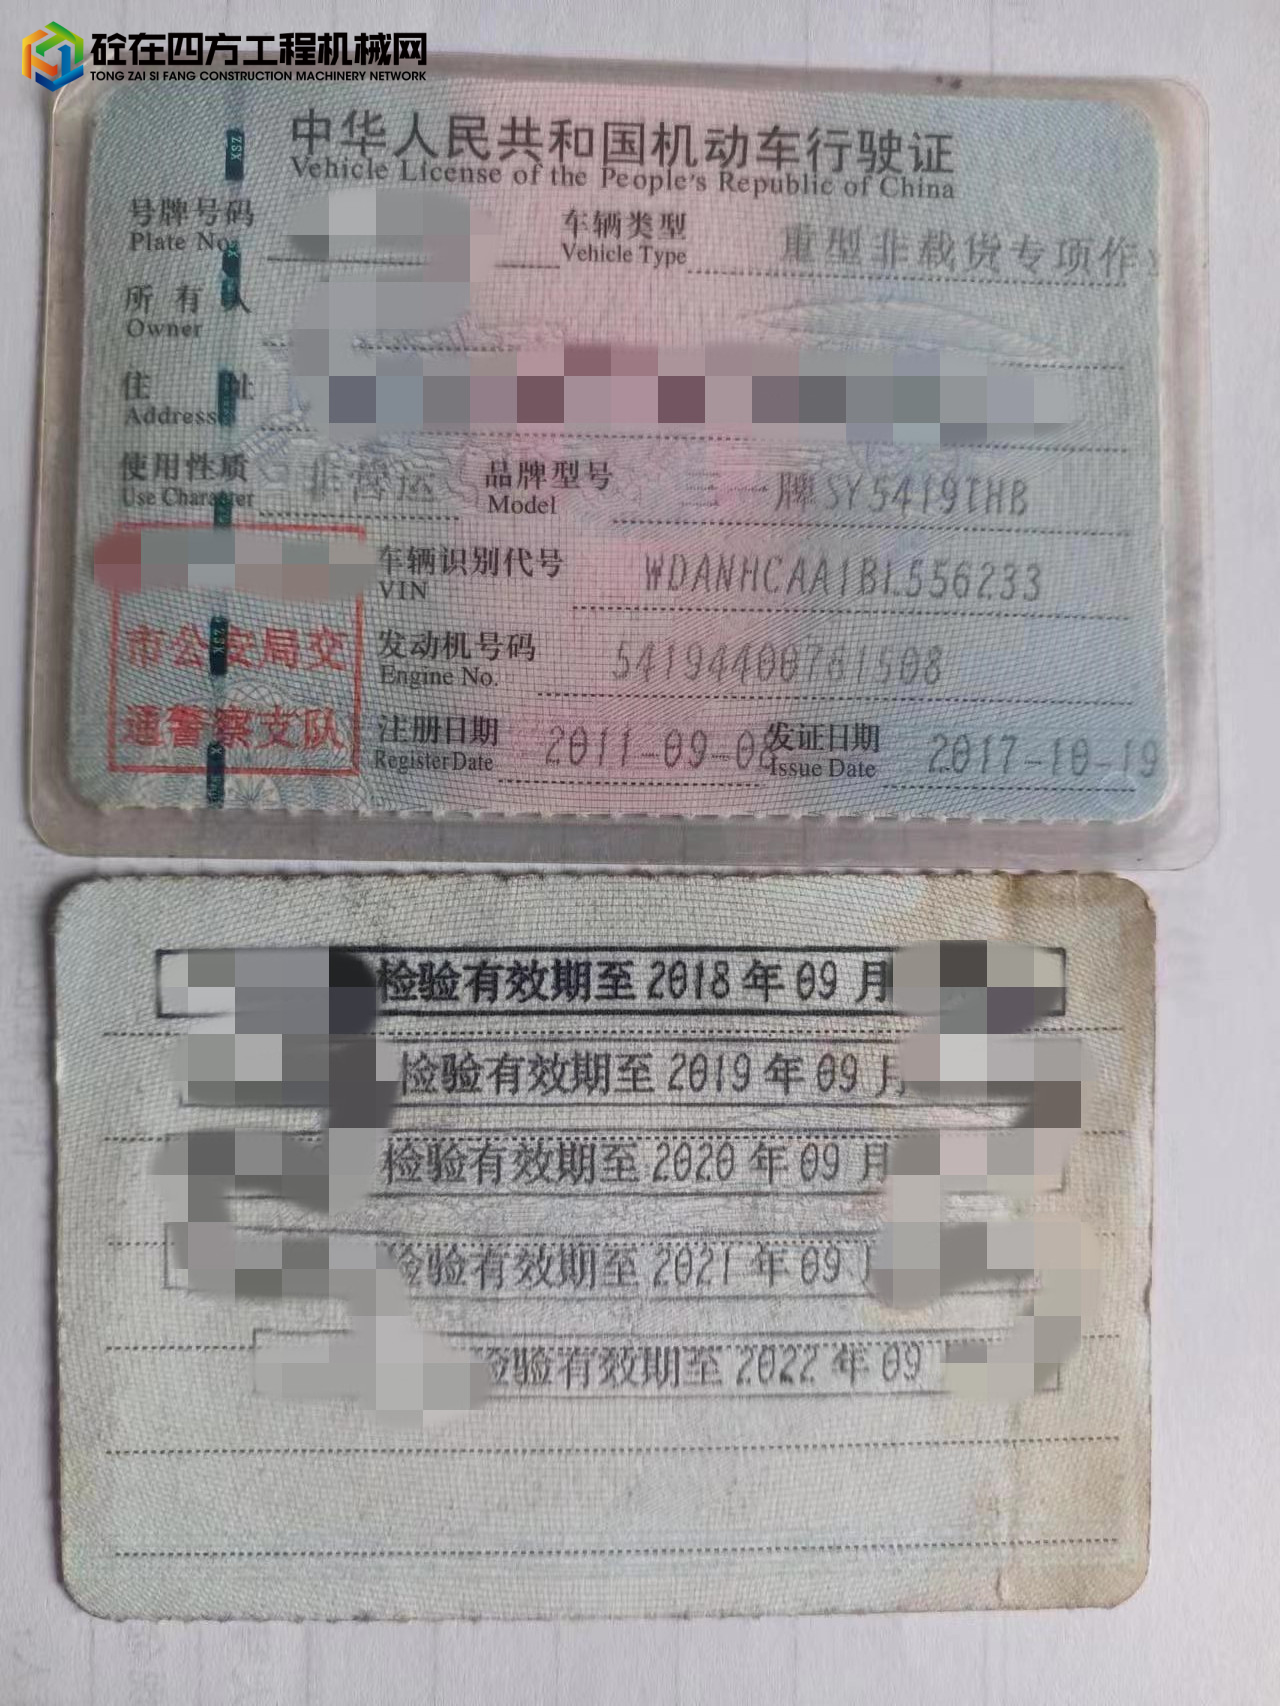 砼在四方工程机械网
TONG ZAI SI FANG CONSTRUCTION MACHINERY NETWORK
中华人民共和国机动车行驶证
Vehicle License of the People's Republic of China
号牌号码 车辆类型 重型非载货专项作
Plate No. Vehicle Type
所有人
Owner
住址
Address
使用性质 非营运 品牌型号 三一牌SY5419THB
Use Character Model
车辆识别代号 WDANHCAA1BL556233
VIN
市公安局交
通警察支队
发动机号码 54194400761508
Engine No.
注册日期 2011-09-08 发证日期 2017-10-19
Register Date Issue Date
检验有效期至2018年09月
检验有效期至2019年09月
检验有效期至2020年09月
检验有效期至2021年09月
检验有效期至2022年09